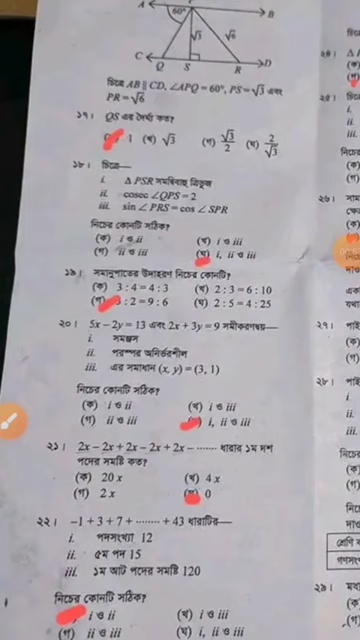 A P B
60°
√3 √6
C Q S R D
চিত্রে AB || CD, ∠APQ = 60°, PS = √3 এবং
PR = √6
১৭। QS এর দৈর্ঘ্য কত?
1 (খ) √3 (গ) √3/2 (ঘ) 2/√3
১৮। চিত্রে—
i. Δ PSR সমদ্বিবাহু ত্রিভুজ
ii. cosec ∠QPS = 2
iii. sin ∠PRS = cos ∠SPR
নিচের কোনটি সঠিক?
(ক) i ও ii (খ) i ও iii
(গ) ii ও iii (ঘ) i, ii ও iii
১৯। সমানুপাতের উদাহরণ নিচের কোনটি?
(ক) 3 : 4 = 4 : 3 (খ) 2 : 3 = 6 : 10
(গ) 3 : 2 = 9 : 6 (ঘ) 2 : 5 = 4 : 25
২০। 5x − 2y = 13 এবং 2x + 3y = 9 সমীকরণদ্বয়—
i. সমঞ্জস
ii. পরস্পর অনির্ভরশীল
iii. এর সমাধান (x, y) = (3, 1)
নিচের কোনটি সঠিক?
(ক) i ও ii (খ) i ও iii
(গ) ii ও iii i, ii ও iii
২১। 2x − 2x + 2x − 2x + 2x − ········ ধারার ১ম দশ
পদের সমষ্টি কত?
(ক) 20 x (খ) 4 x
(গ) 2 x (ঘ) 0
২২। −1 + 3 + 7 + ········ + 43 ধারাটির—
i. পদসংখ্যা 12
ii. ৫ম পদ 15
iii. ১ম আট পদের সমষ্টি 120
নিচের কোনটি সঠিক?
i ও ii (খ) i ও iii
(গ) ii ও iii (ঘ) i, ii ও iii
২৪।
২৫।
২৬।
২৭।
২৮।
২৯।